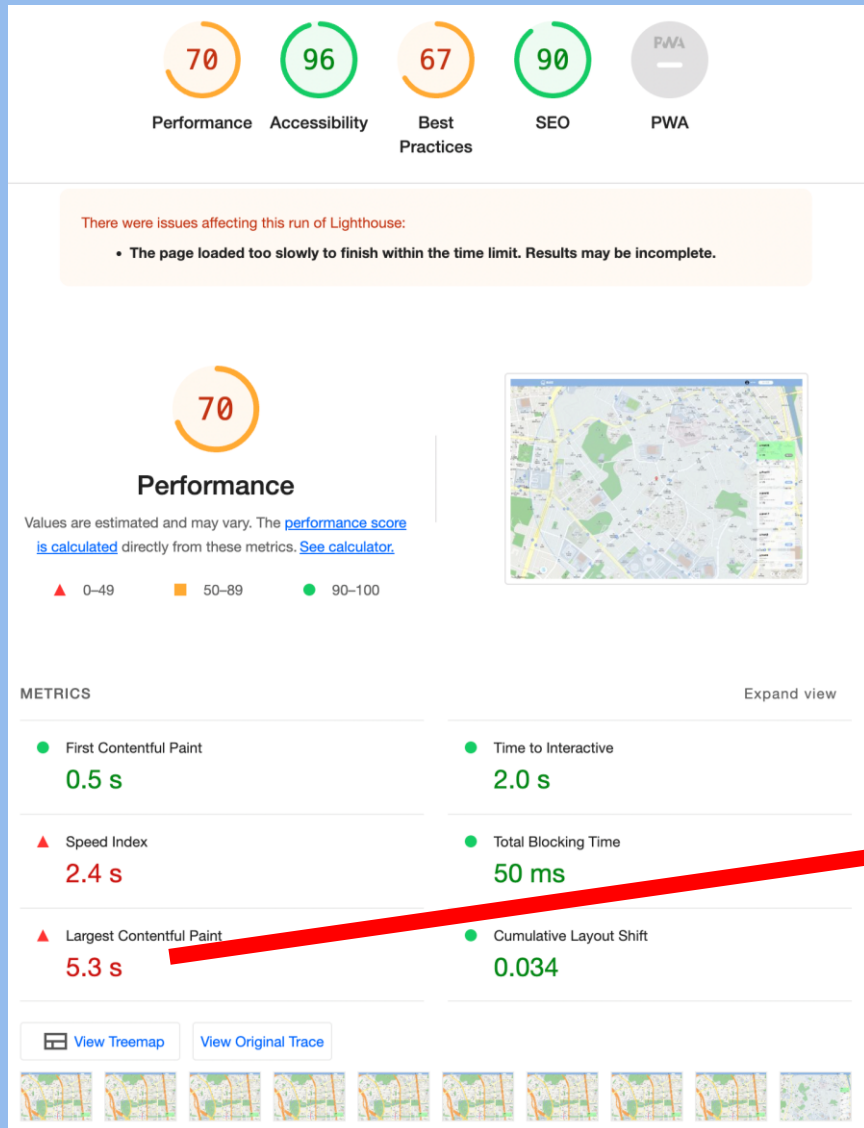 70
96
67
90
PWA
Performance
Accessibility
Best
Practices
SEO
PWA
There were issues affecting this run of Lighthouse:
• The page loaded too slowly to finish within the time limit. Results may be incomplete.
70
Performance
Values are estimated and may vary. The performance score
is calculated directly from these metrics. See calculator.
0–49
50–89
90–100
METRICS
Expand view
First Contentful Paint
0.5 s
Time to Interactive
2.0 s
Speed Index
2.4 s
Total Blocking Time
50 ms
Largest Contentful Paint
5.3 s
Cumulative Layout Shift
0.034
View Treemap
View Original Trace